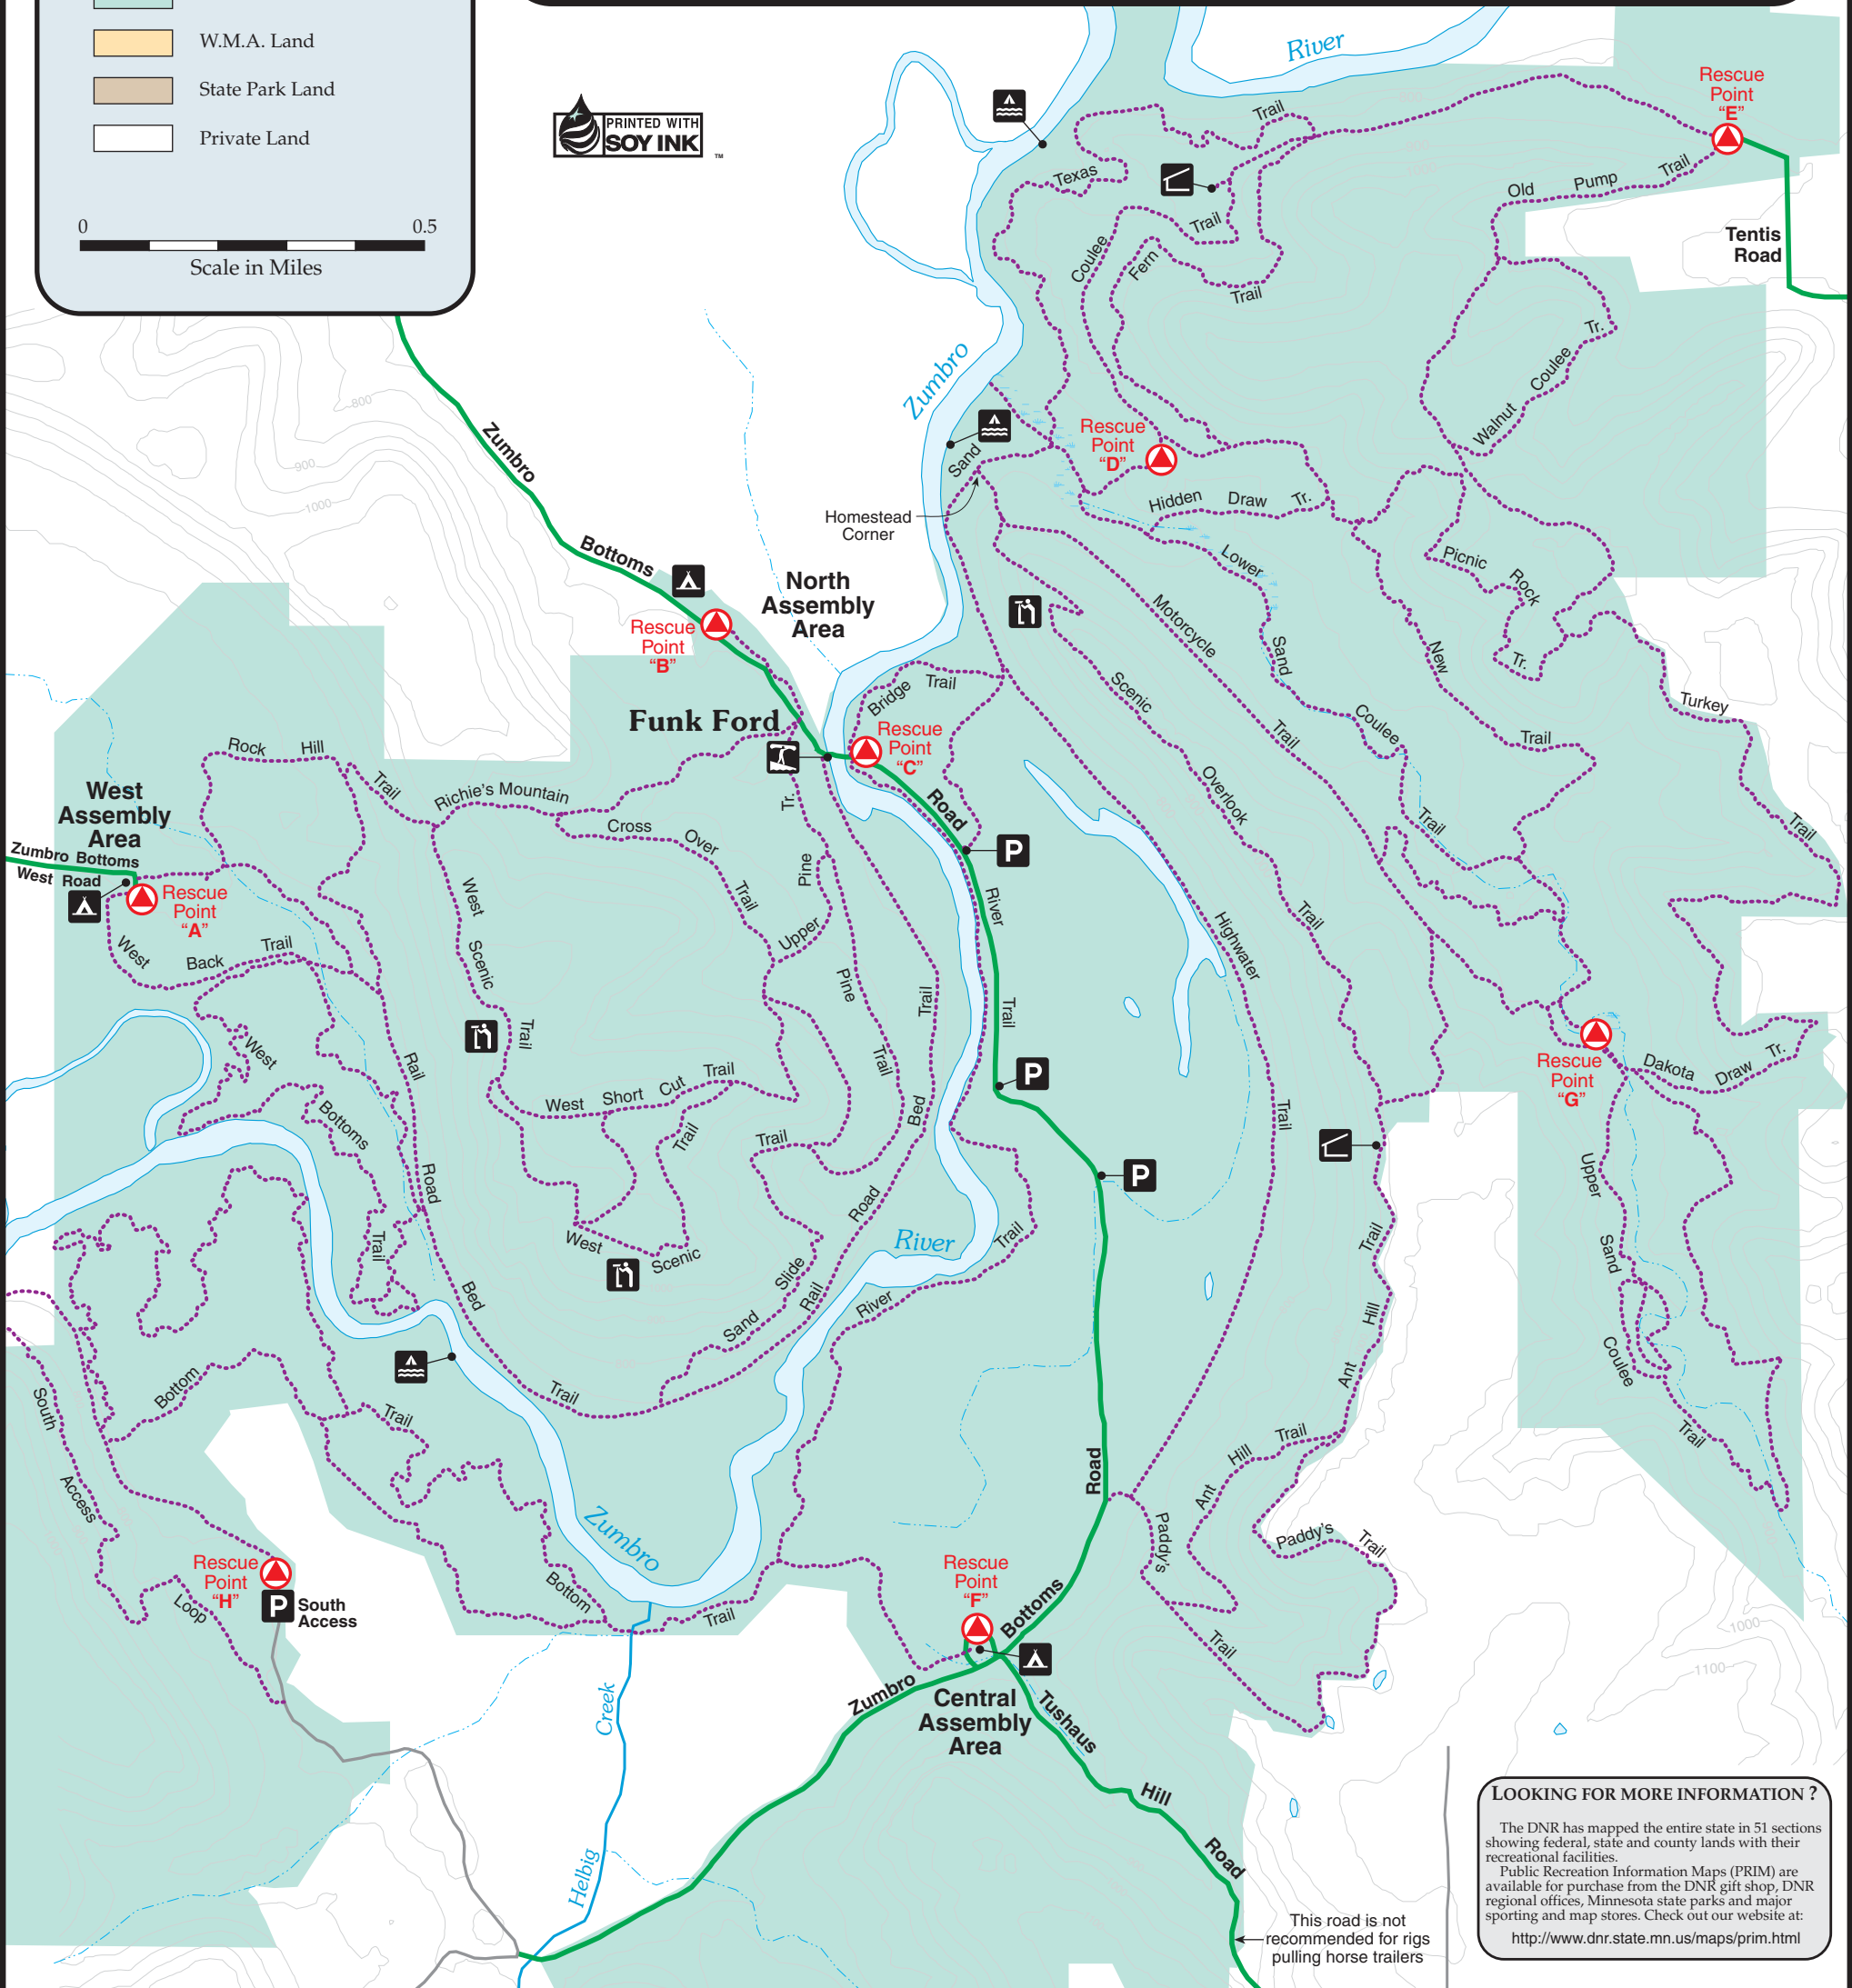 W.M.A. Land
State Park Land
Private Land
0 0.5
Scale in Miles
PRINTED WITH
SOY INK
™
River
Rescue
Point
“E”
Trail
Texas
Old Pump Trail
Tentis
Road
Trail
Coulee
Fern
Trail
Tr.
Coulee
Walnut
Zumbro
Zumbro
800
900
1000
Rescue
Point
“D”
Sand
Homestead
Corner
Hidden Draw Tr.
Lower
Sand
Coulee
Trail
Picnic
Rock
Tr.
Bottoms
North
Assembly
Area
Rescue
Point
“B”
Motorcycle
Trail
New
Trail
Turkey
Trail
Scenic
Overlook
Trail
Bridge Trail
Funk Ford
Rescue
Point
“C”
Road
Rock Hill
Trail
Richie’s Mountain
Cross Over
Trail
West
Assembly
Area
Zumbro Bottoms
West Road
Rescue
Point
“A”
West
Back
Trail
West
Scenic
Trail
Tr.
Pine
Upper
Pine
Trail
Trail
Bed
Road
Rail
River
Trail
P
P
P
Highwater
Trail
West
Bottoms
Trail
Rail
Road
Bed
Trail
West Short Cut Trail
Trail
West
Scenic
Trail
Slide
Sand
River
River
Trail
Rescue
Point
“G”
Dakota
Draw
Tr.
Upper
Sand
Coulee
Trail
Trail
Hill
Ant
Ant
Hill
Trail
Paddy’s
Paddy’s
Trail
Trail
South
Access
Loop
Bottom
Trail
Rescue
Point
“H”
P
South
Access
Zumbro
Bottom
Trail
Road
Bottoms
Zumbro
Rescue
Point
“F”
Central
Assembly
Area
Tushaus
Hill
Road
Creek
Helbig
1000
1100
This road is not
recommended for rigs
pulling horse trailers
LOOKING FOR MORE INFORMATION ?
The DNR has mapped the entire state in 51 sections
showing federal, state and county lands with their
recreational facilities.
Public Recreation Information Maps (PRIM) are
available for purchase from the DNR gift shop, DNR
regional offices, Minnesota state parks and major
sporting and map stores. Check out our website at:
http://www.dnr.state.mn.us/maps/prim.html